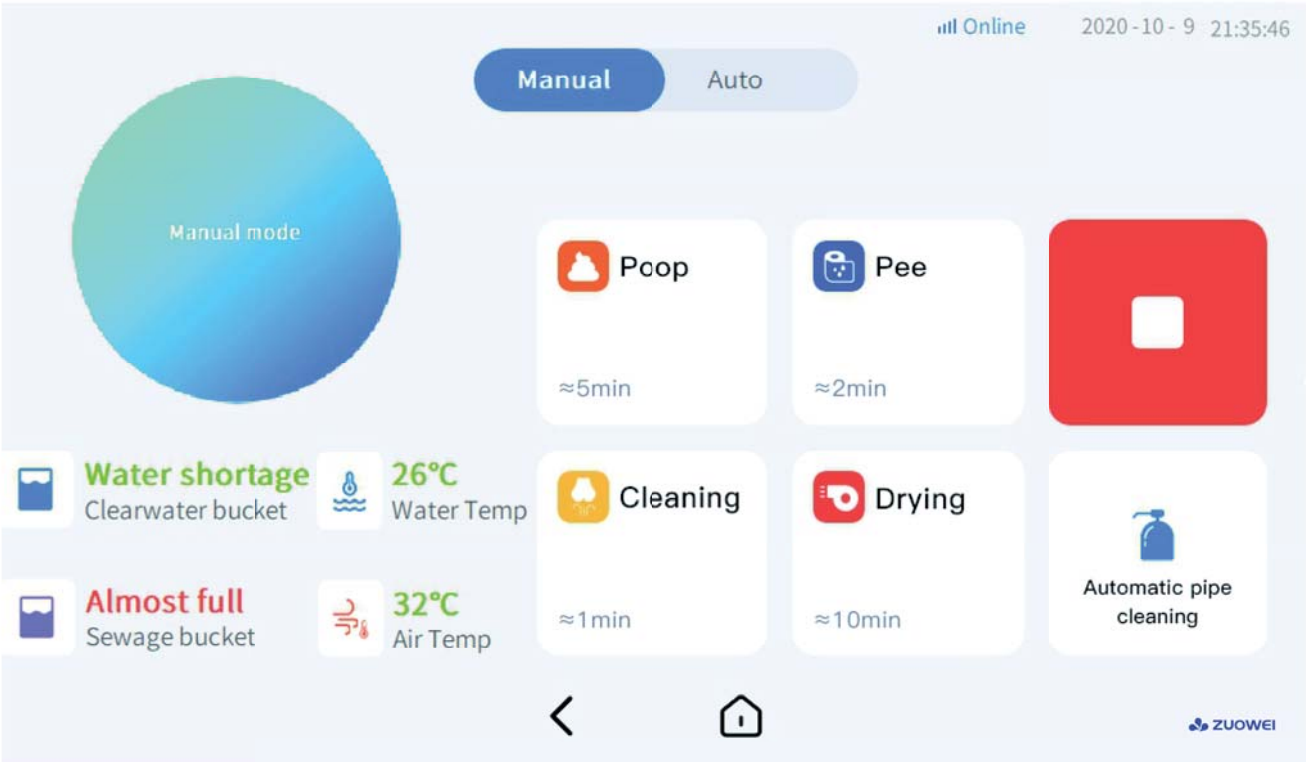 Online 2020-10- 9 21:35:46
Manual Auto
Manual mode
Poop
≈5min
Pee
≈2min
Water shortage
Clearwater bucket
26℃
Water Temp
Almost full
Sewage bucket
32℃
Air Temp
Cleaning
≈1min
Drying
≈10min
Automatic pipe
cleaning
ZUOWEI